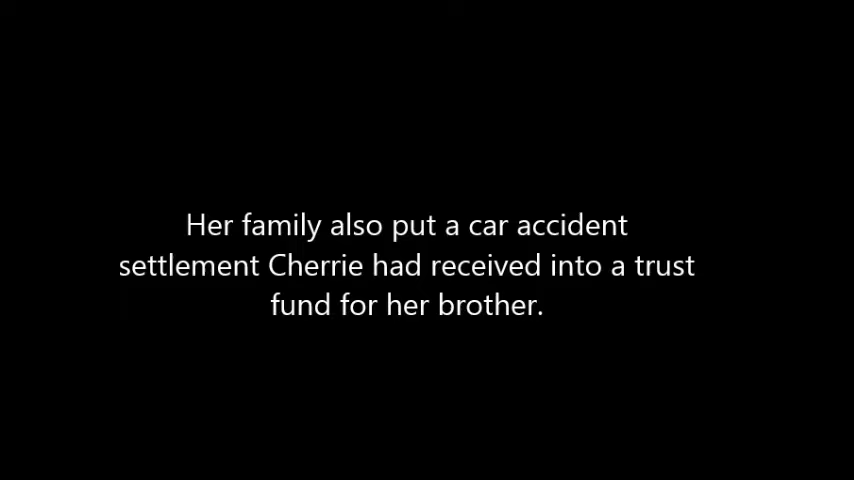 Her family also put a car accident
settlement Cherrie had received into a trust
fund for her brother.